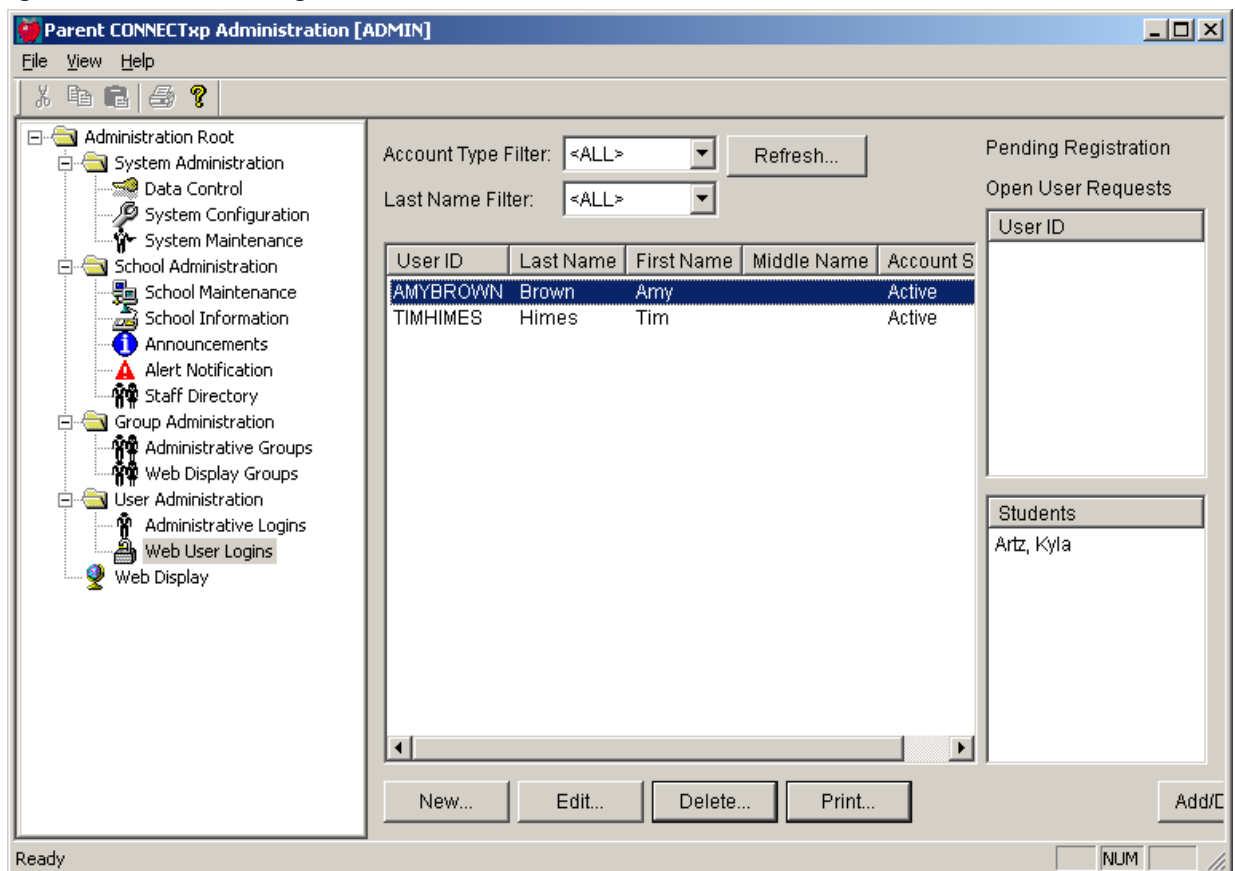 Parent CONNECTxp Administration [ADMIN]
File View Help
Administration Root
System Administration
Data Control
System Configuration
System Maintenance
School Administration
School Maintenance
School Information
Announcements
Alert Notification
Staff Directory
Group Administration
Administrative Groups
Web Display Groups
User Administration
Administrative Logins
Web User Logins
Web Display
Account Type Filter: <ALL> Refresh...
Last Name Filter: <ALL>
User ID Last Name First Name Middle Name Account S
AMYBROWN Brown Amy Active
TIMHIMES Himes Tim Active
New... Edit... Delete... Print...
Pending Registration
Open User Requests
User ID
Students
Artz, Kyla
Add/D
Ready NUM